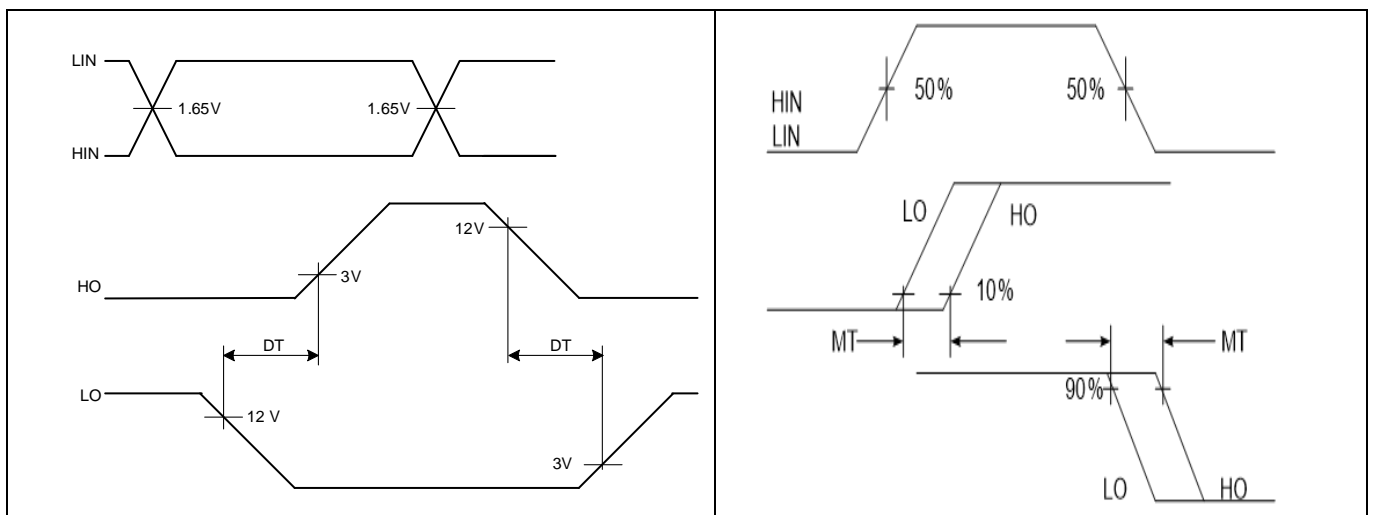 LIN
1.65V
1.65V
HIN
12V
3V
HO
DT
DT
LO
12 V
3V
50%
50%
HIN
LIN
LO
HO
10%
MT
MT
90%
LO
HO